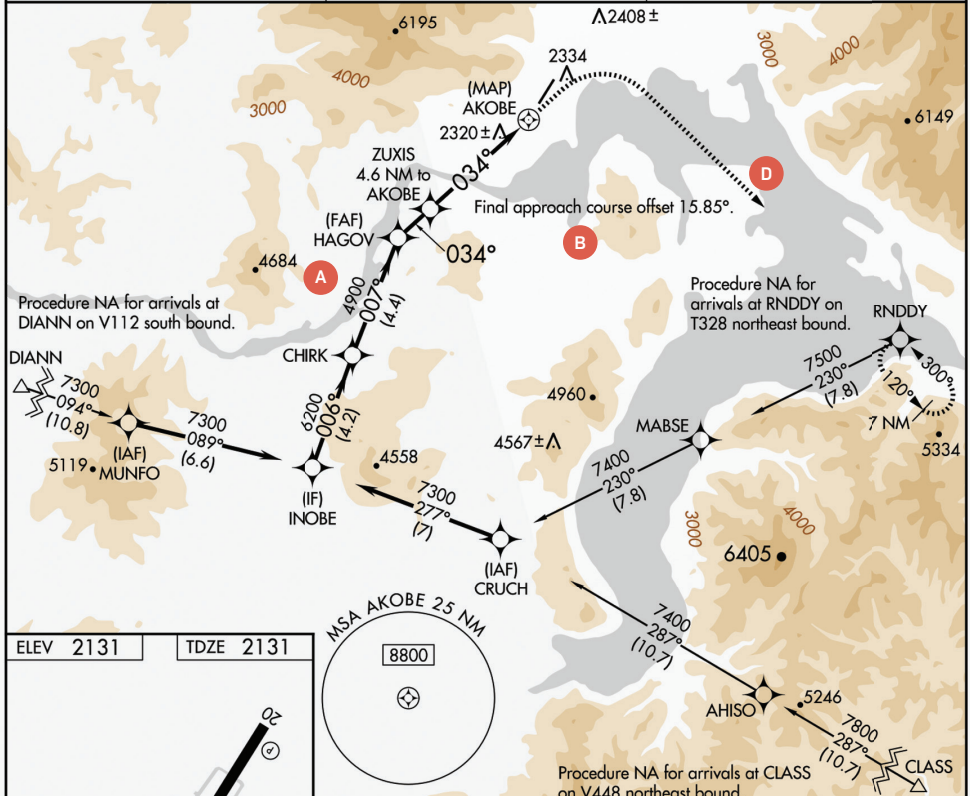 6195
2408±
3000
4000
4000
3000
2334
(MAP)
AKOBE
6149
2320±
ZUXIS
4.6 NM to
AKOBE
034°
D
Final approach course offset 15.85°.
(FAF)
HAGOV
B
034°
4684
A
4900
007°
(4.4)
Procedure NA for arrivals at
DIANN on V112 south bound.
Procedure NA for
arrivals at RNDDY on
T328 northeast bound.
RNDDY
CHIRK
DIANN
7300
094°
(10.8)
7300
089°
(6.6)
(IAF)
MUNFO
5119
6200
006°
(4.2)
4960
7500
230°
(7.8)
300°
120°
7 NM
5334
MABSE
4567±
4558
(IF)
INOBE
7300
277°
(7)
7400
230°
(7.8)
3000
4000
6405
(IAF)
CRUCH
MSA AKOBE 25 NM
8800
7400
287°
(10.7)
ELEV 2131
TDZE 2131
20
P
AHISO
5246
7800
287°
(10.7)
CLASS
Procedure NA for arrivals at CLASS
on V448 northeast bound